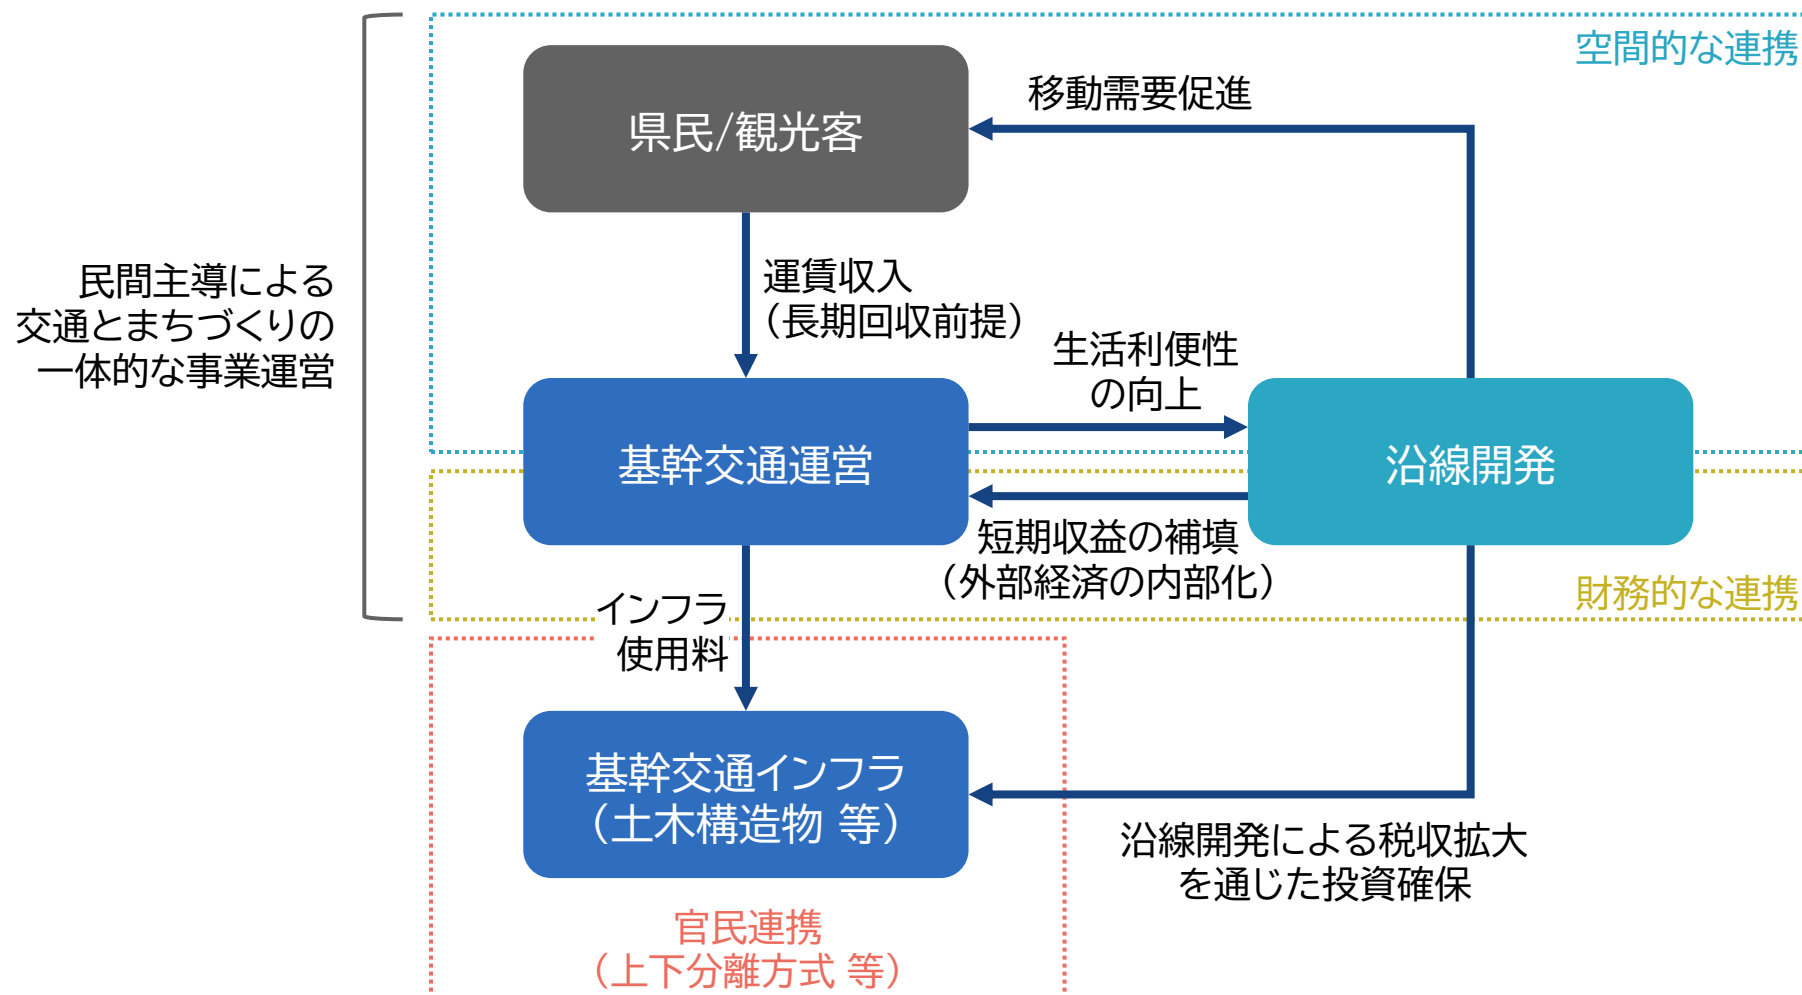 空間的な連携
県民/観光客
移動需要促進
民間主導による
交通とまちづくりの
一体的な事業運営
運賃収入
（長期回収前提）
生活利便性
の向上
基幹交通運営
沿線開発
短期収益の補填
（外部経済の内部化）
財務的な連携
インフラ
使用料
基幹交通インフラ
（土木構造物 等）
沿線開発による税収拡大
を通じた投資確保
官民連携
（上下分離方式 等）